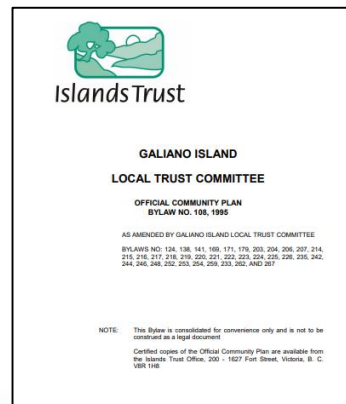 Islands Trust
GALIANO ISLAND
LOCAL TRUST COMMITTEE
OFFICIAL COMMUNITY PLAN
BYLAW NO. 108, 1995
AS AMENDED BY GALIANO ISLAND LOCAL TRUST COMMITTEE
BYLAWS NO: 124, 138, 141, 169, 171, 179, 203, 204, 206, 207, 214,
215, 216, 217, 218, 219, 220, 221, 222, 223, 224, 225, 226, 235, 242,
244, 246, 248, 252, 253, 254, 259, 233, 262, AND 267
NOTE: This Bylaw is consolidated for convenience only and is not to be
construed as a legal document
Certified copies of the Official Community Plan are available from
the Islands Trust Office, 200 - 1627 Fort Street, Victoria, B. C.
V8R 1H8